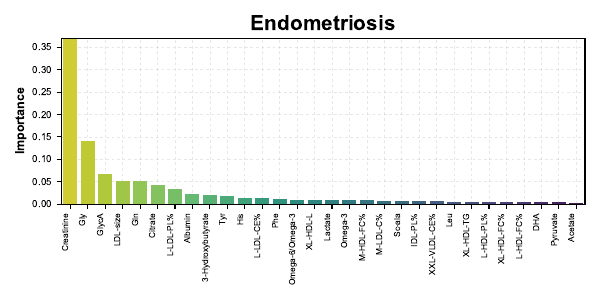 Endometriosis
Importance
0.35
0.30
0.25
0.20
0.15
0.10
0.05
0.00
Creatinine
Gly
GlycA
LDL-size
Gln
Citrate
L-LDL-PL%
Albumin
3-Hydroxybutyrate
Tyr
His
L-LDL-CE%
Phe
Omega-6/Omega-3
XL-HDL-L
Lactate
Omega-3
M-HDL-FC%
M-LDL-C%
IDL-PL%
XXL-VLDL-CE%
Leu
XL-HDL-TG
L-HDL-PL%
XL-HDL-FC%
L-HDL-FC%
DHA
Pyruvate
Acetate